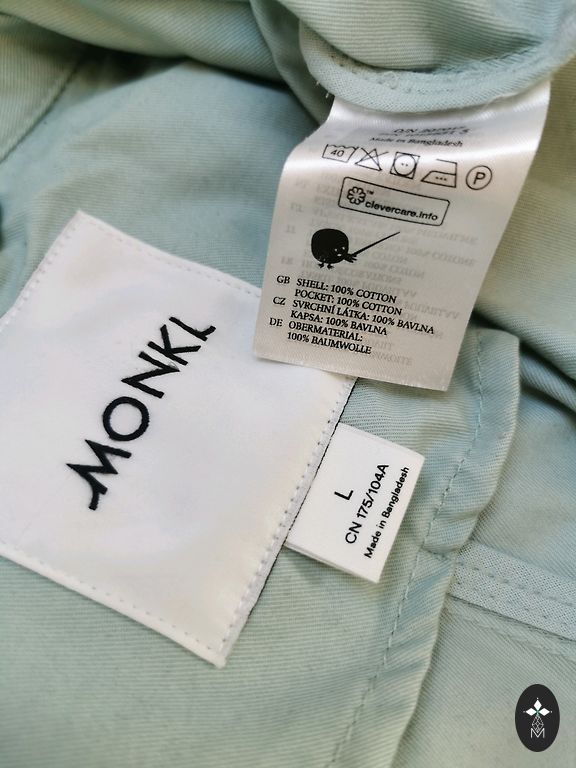 Made in Bangladesh
40
P
clevercare.info
GB SHELL: 100% COTTON
POCKET: 100% COTTON
CZ SVRCHNÍ LÁTKA: 100% BAVLNA
KAPSA: 100% BAVLNA
DE OBERMATERIAL:
100% BAUMWOLLE
MONKI
L
CN 175/104A
Made in Bangladesh